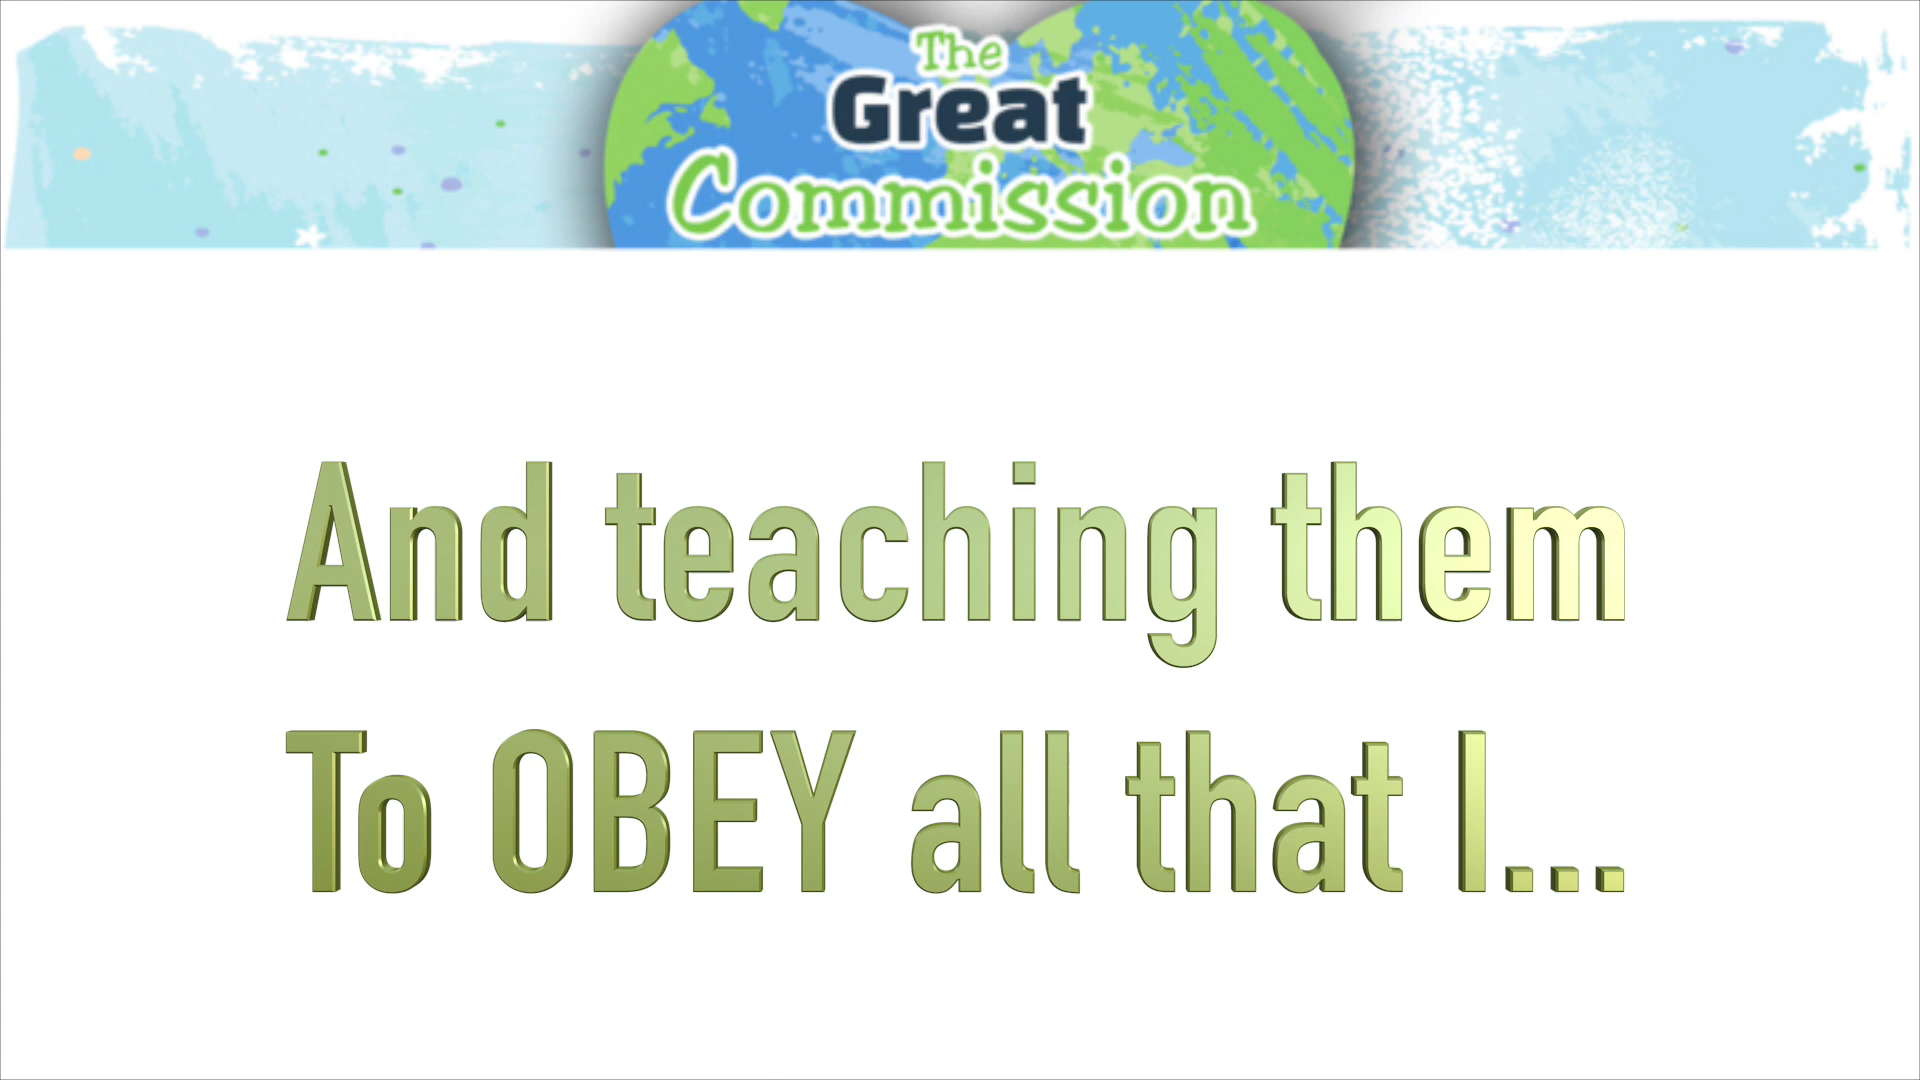 The
Great
Commission
And teaching them
To OBEY all that I...